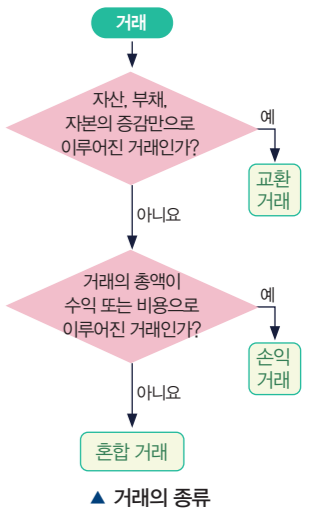 거래
자산, 부채,
자본의 증감만으로
이루어진 거래인가?
예
교환
거래
아니요
거래의 총액이
수익 또는 비용으로
이루어진 거래인가?
예
손익
거래
아니요
혼합 거래
▲ 거래의 종류